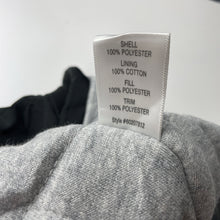 SHELL
100% POLYESTER
LINING
100% COTTON
FILL
100% POLYESTER
TRIM
100% POLYESTER